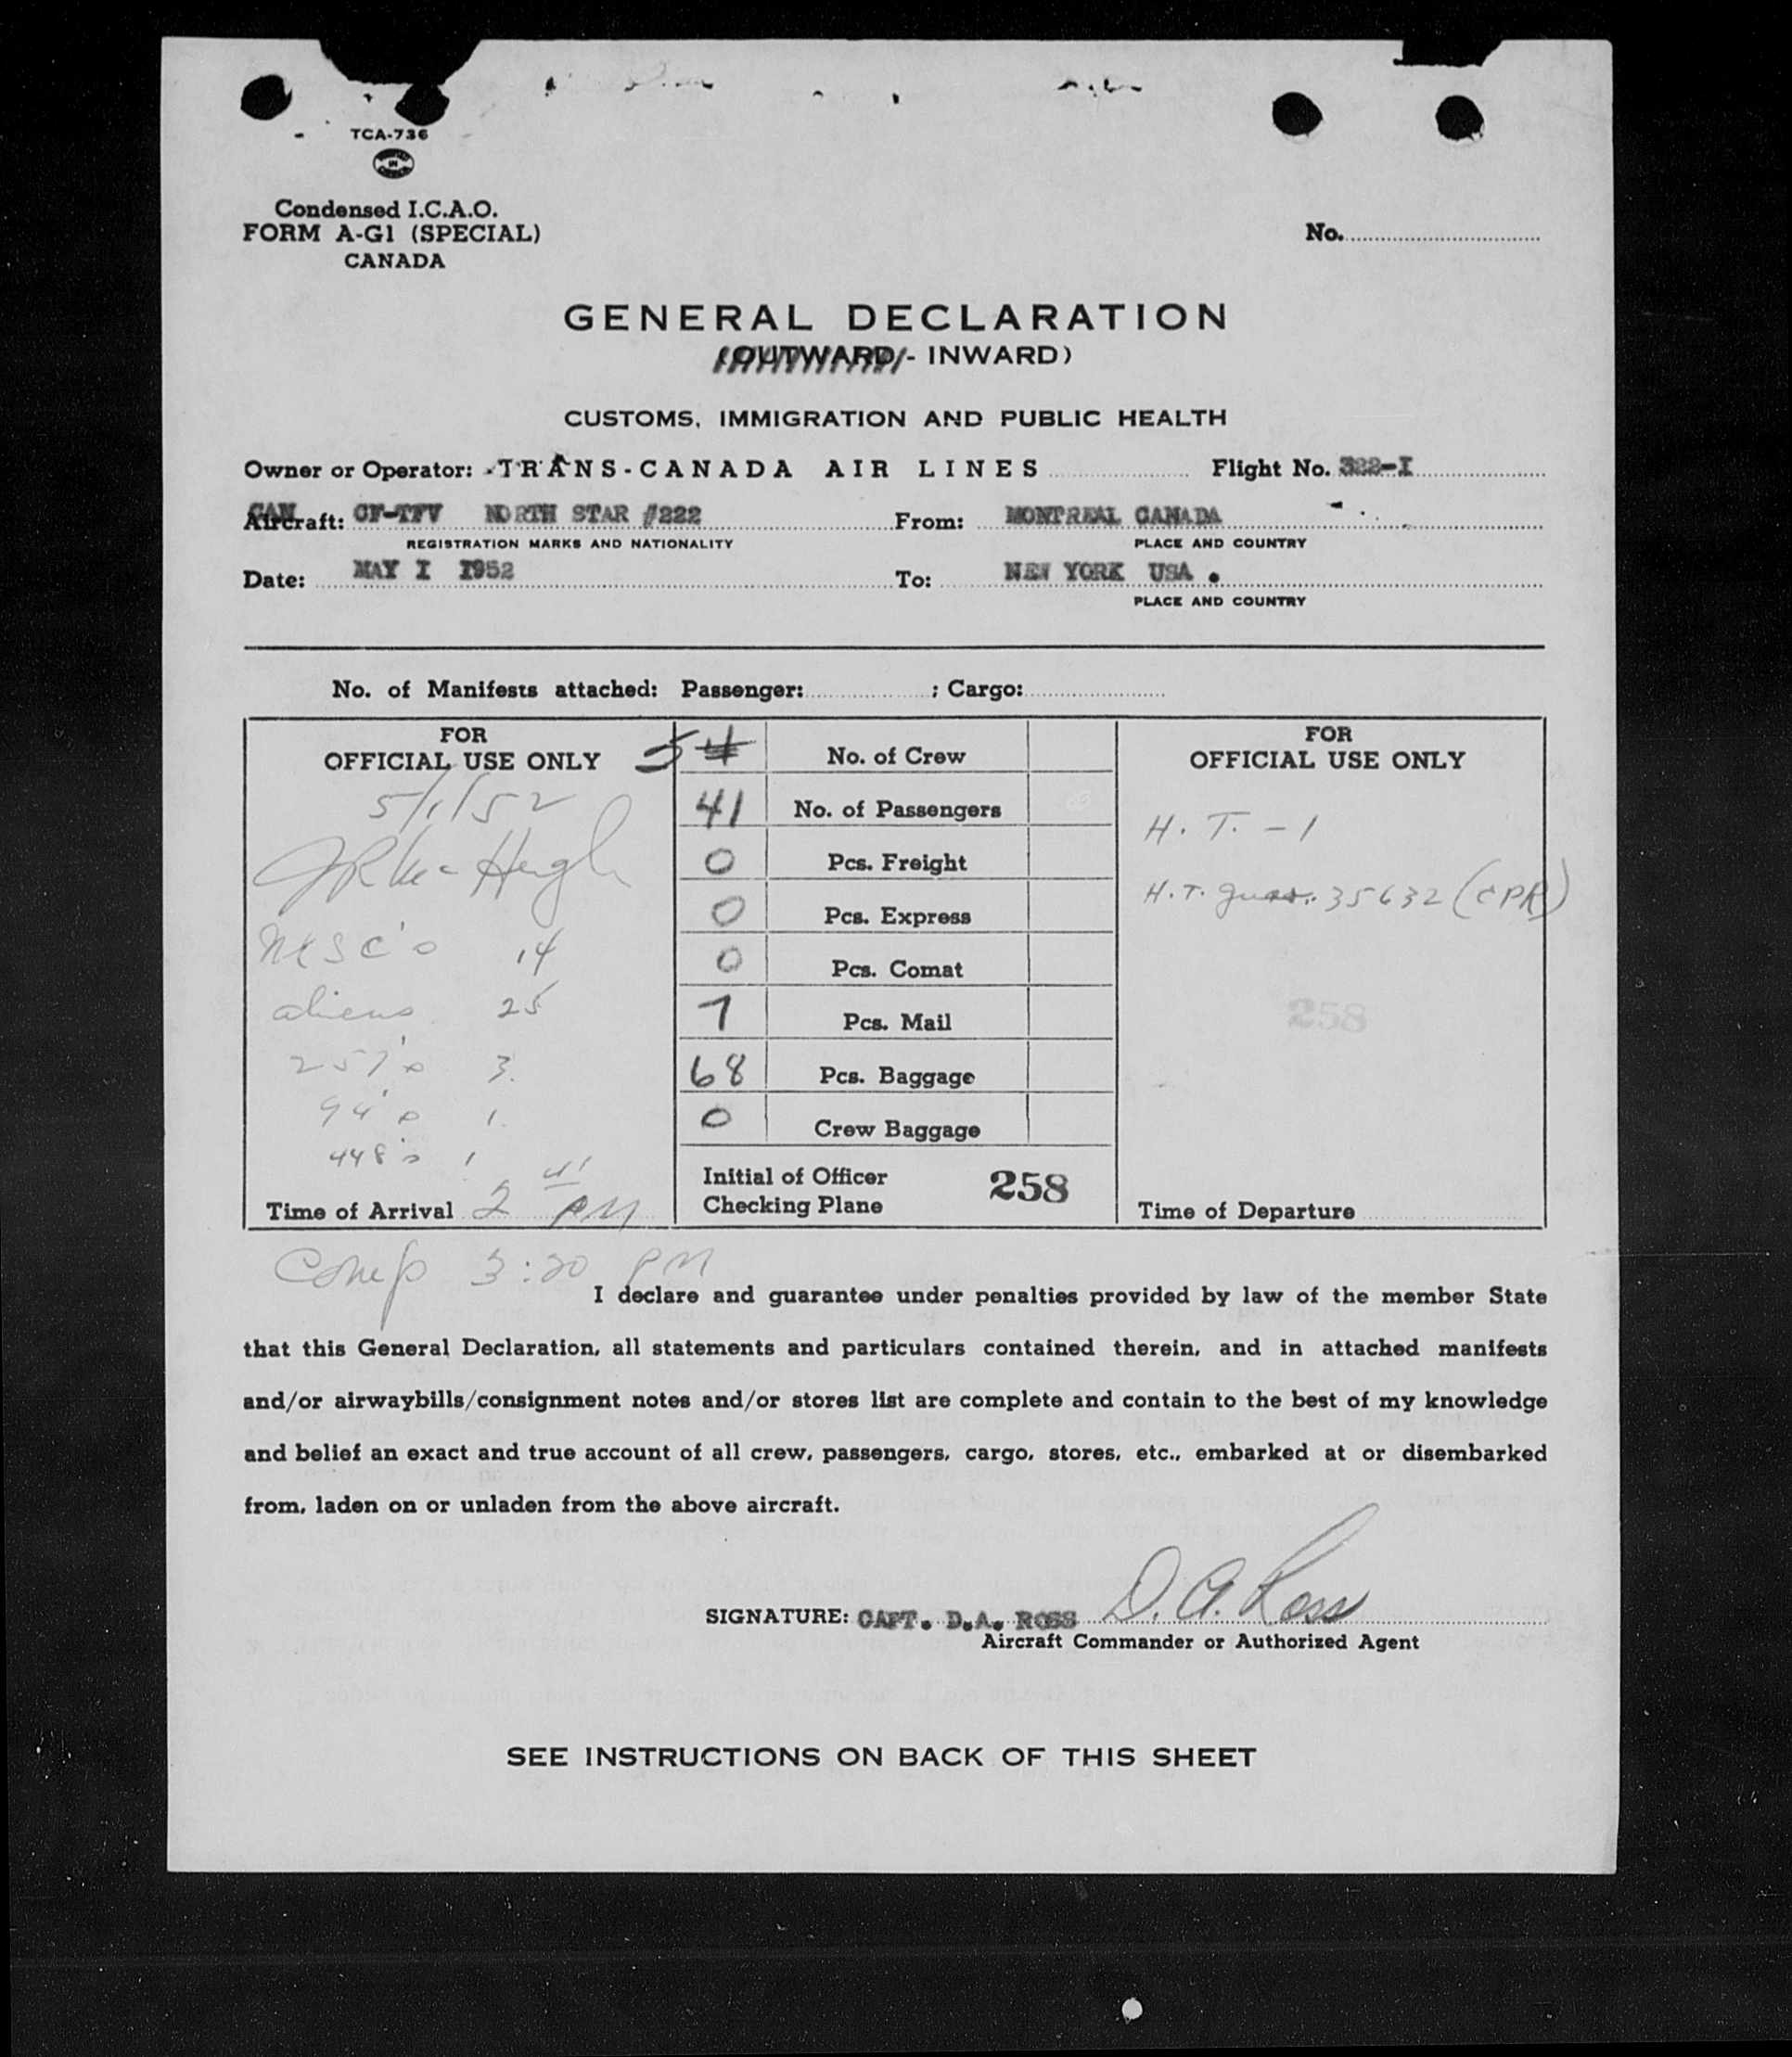 TCA-736
Condensed I.C.A.O.
FORM A-G1 (SPECIAL)
CANADA
No.
GENERAL DECLARATION
(OUTWARD - INWARD)
CUSTOMS, IMMIGRATION AND PUBLIC HEALTH
Owner or Operator: TRANS-CANADA AIR LINES Flight No. 322-I
CAN
Aircraft: CF-TFV NORTH STAR #222 From: MONTREAL CANADA
REGISTRATION MARKS AND NATIONALITY PLACE AND COUNTRY
Date: MAY I I952 To: NEW YORK USA .
PLACE AND COUNTRY
No. of Manifests attached: Passenger: ; Cargo:
FOR
OFFICIAL USE ONLY
5/1/52
14
aliens 25
257's 3
94's 1
448's 1
Time of Arrival 2 41 PM
5 4 No. of Crew
41 No. of Passengers
0 Pcs. Freight
0 Pcs. Express
0 Pcs. Comat
7 Pcs. Mail
68 Pcs. Baggage
0 Crew Baggage
Initial of Officer
Checking Plane 258
FOR
OFFICIAL USE ONLY
H. T. - 1
H.T. guar. 35632 (CPR)
258
Time of Departure
Comp 3:20 PM
I declare and guarantee under penalties provided by law of the member State
that this General Declaration, all statements and particulars contained therein, and in attached manifests
and/or airwaybills/consignment notes and/or stores list are complete and contain to the best of my knowledge
and belief an exact and true account of all crew, passengers, cargo, stores, etc., embarked at or disembarked
from, laden on or unladen from the above aircraft.
SIGNATURE: CAPT. D.A. ROSS D. A. Ross
Aircraft Commander or Authorized Agent
SEE INSTRUCTIONS ON BACK OF THIS SHEET